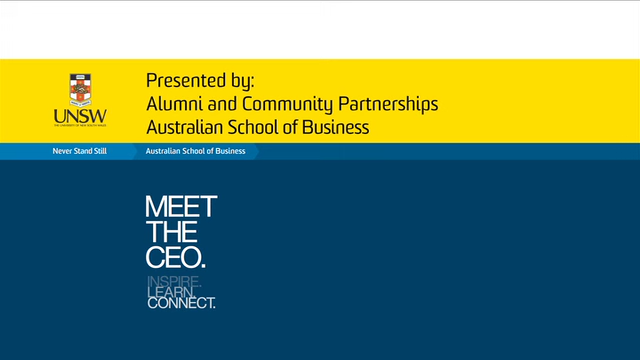 Presented by:
Alumni and Community Partnerships
Australian School of Business
UNSW
THE UNIVERSITY OF NEW SOUTH WALES
Never Stand Still
Australian School of Business
MEET
THE
CEO.
INSPIRE.
LEARN.
CONNECT.